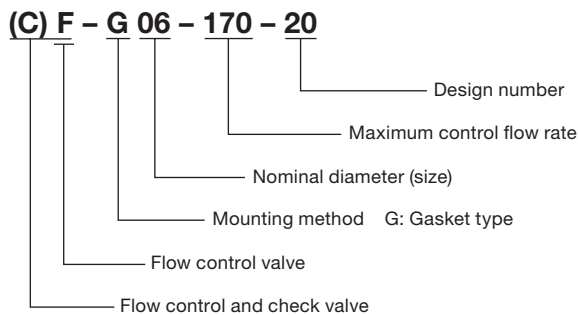 (C) F – G 06 – 170 – 20
Design number
Maximum control flow rate
Nominal diameter (size)
Mounting method G: Gasket type
Flow control valve
Flow control and check valve